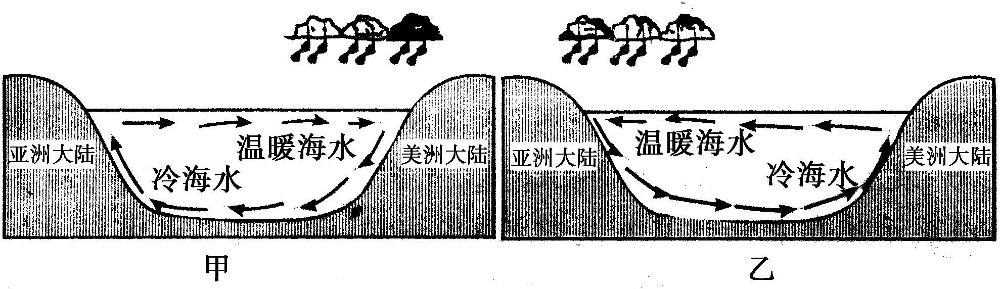 温暖海水
冷海水
亚洲大陆
美洲大陆
甲
温暖海水
冷海水
亚洲大陆
美洲大陆
乙